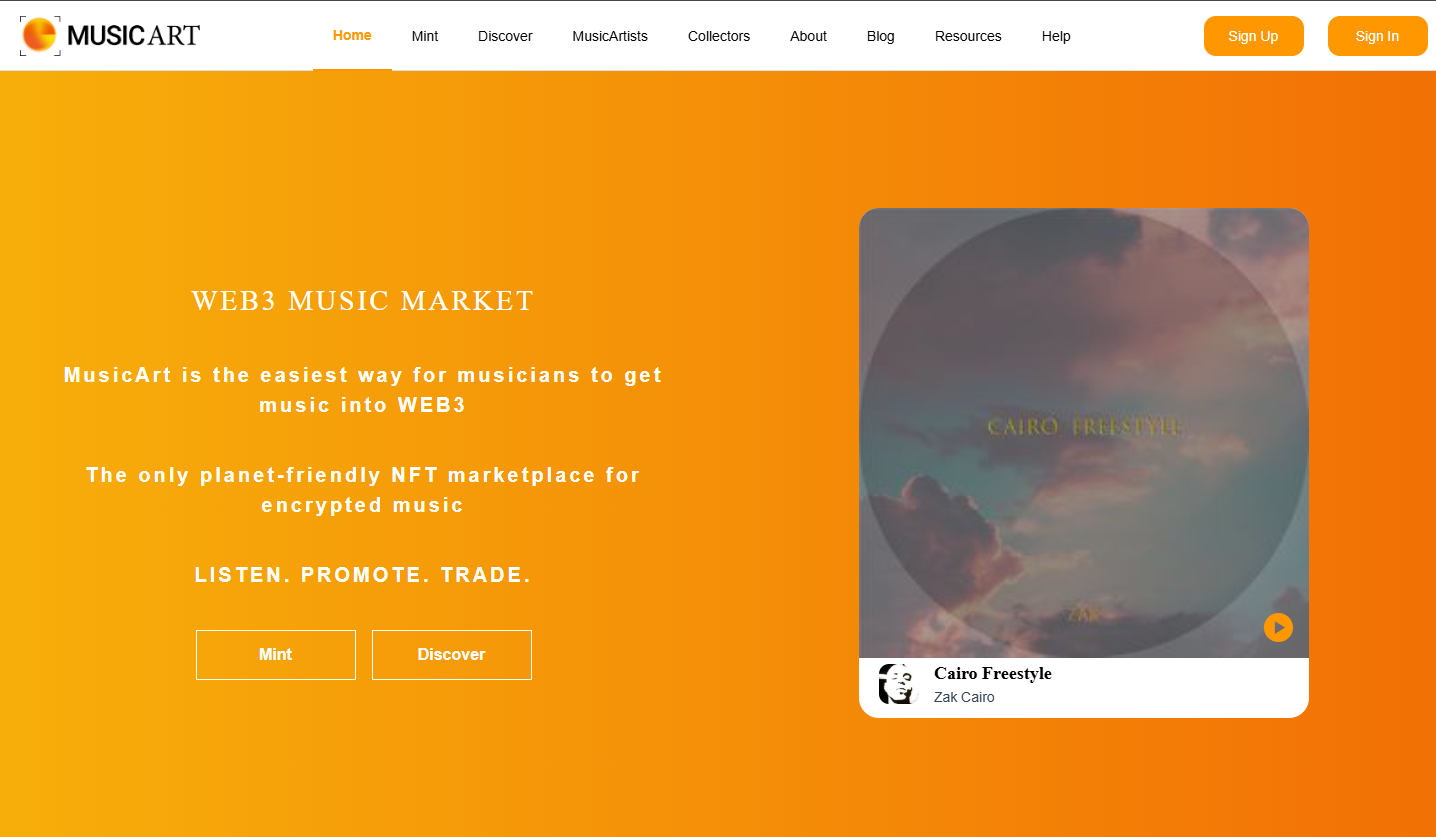 MUSIC ART
Home
Mint
Discover
MusicArtists
Collectors
About
Blog
Resources
Help
Sign Up
Sign In
WEB3 MUSIC MARKET
MusicArt is the easiest way for musicians to get
music into WEB3
The only planet-friendly NFT marketplace for
encrypted music
LISTEN. PROMOTE. TRADE.
Mint
Discover
CAIRO FREESTYLE
ZAK
Cairo Freestyle
Zak Cairo